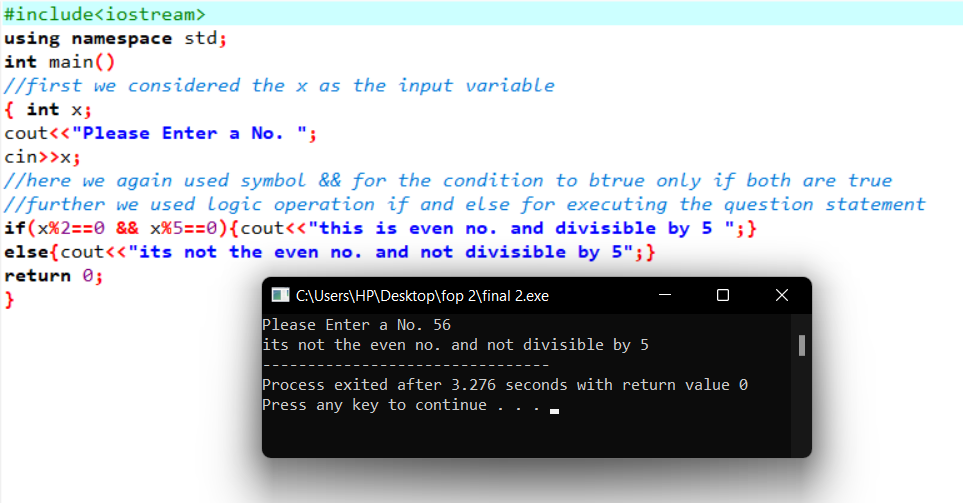 #include<iostream>
using namespace std;
int main()
//first we considered the x as the input variable
{ int x;
cout<<"Please Enter a No. ";
cin>>x;
//here we again used symbol && for the condition to btrue only if both are true
//further we used logic operation if and else for executing the question statement
if(x%2==0 && x%5==0){cout<<"this is even no. and divisible by 5 ";}
else{cout<<"its not the even no. and not divisible by 5";}
return 0;
}
C:\Users\HP\Desktop\fop 2\final 2.exe
Please Enter a No. 56
its not the even no. and not divisible by 5
--------------------------------
Process exited after 3.276 seconds with return value 0
Press any key to continue . . .